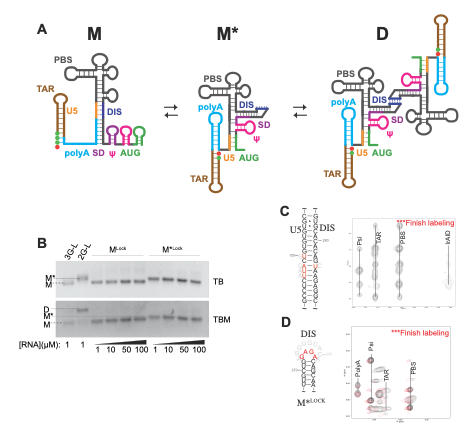 A
M
M*
D
PBS
TAR
U5
DIS
polyA SD ψ AUG
PBS
polyA
DIS
SD
ψ
U5 AUG
TAR
PBS
polyA
DIS
SD
ψ
U5 AUG
TAR
B
3G-L
2G-L
M Lock
M* Lock
M*
M
TB
D
M*
M
TBM
[RNA](μM): 1 1 1 10 50 100 1 10 50 100
C
U5 DIS
***Finish labeling
Psi
TAR
PBS
D
DIS
M*LOCK
***Finish labeling
PolyA
Psi
TAR
PBS